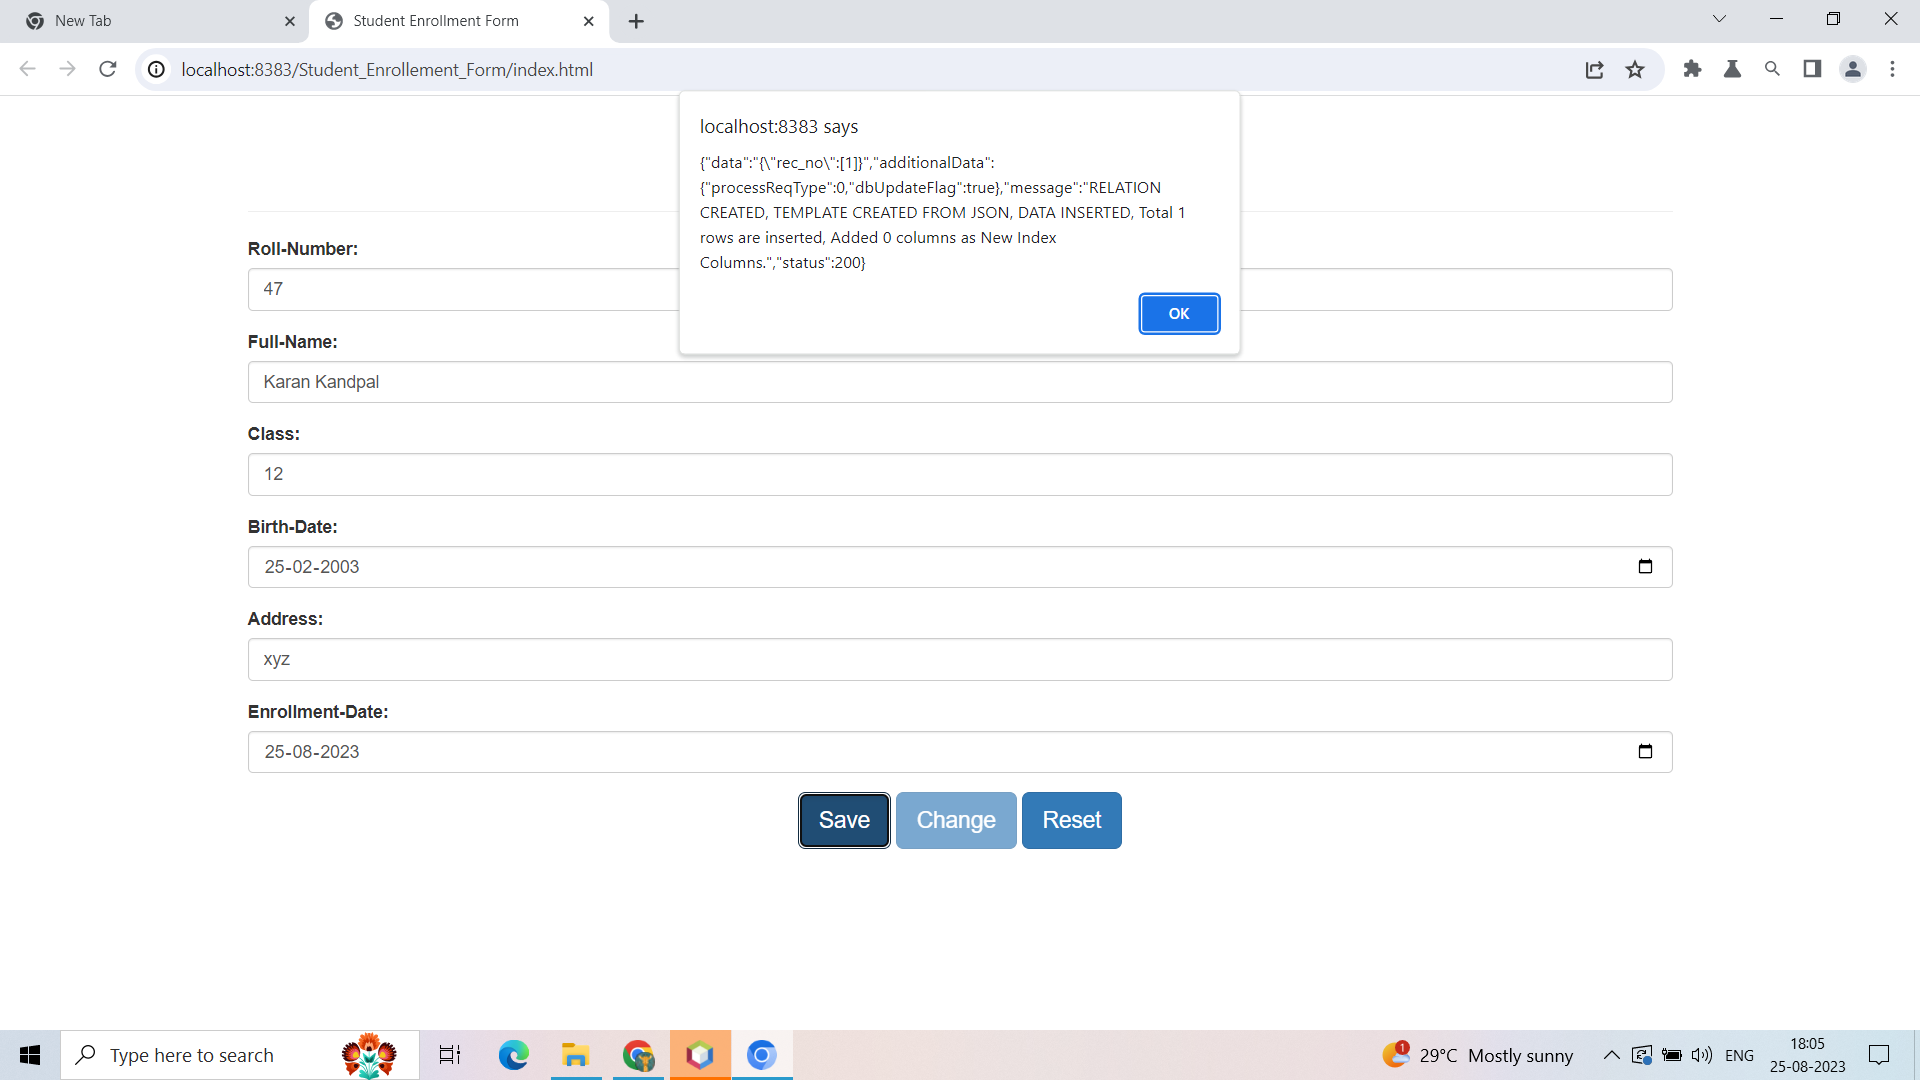 New Tab
Student Enrollment Form
localhost:8383/Student_Enrollement_Form/index.html
localhost:8383 says
{"data":"{\"rec_no\":[1]}","additionalData":
{"processReqType":0,"dbUpdateFlag":true},"message":"RELATION
CREATED, TEMPLATE CREATED FROM JSON, DATA INSERTED, Total 1
rows are inserted, Added 0 columns as New Index
Columns.","status":200}
OK
Roll-Number:
47
Full-Name:
Karan Kandpal
Class:
12
Birth-Date:
25-02-2003
Address:
xyz
Enrollment-Date:
25-08-2023
Save Change Reset
Type here to search
1
29°C Mostly sunny
ENG
18:05
25-08-2023